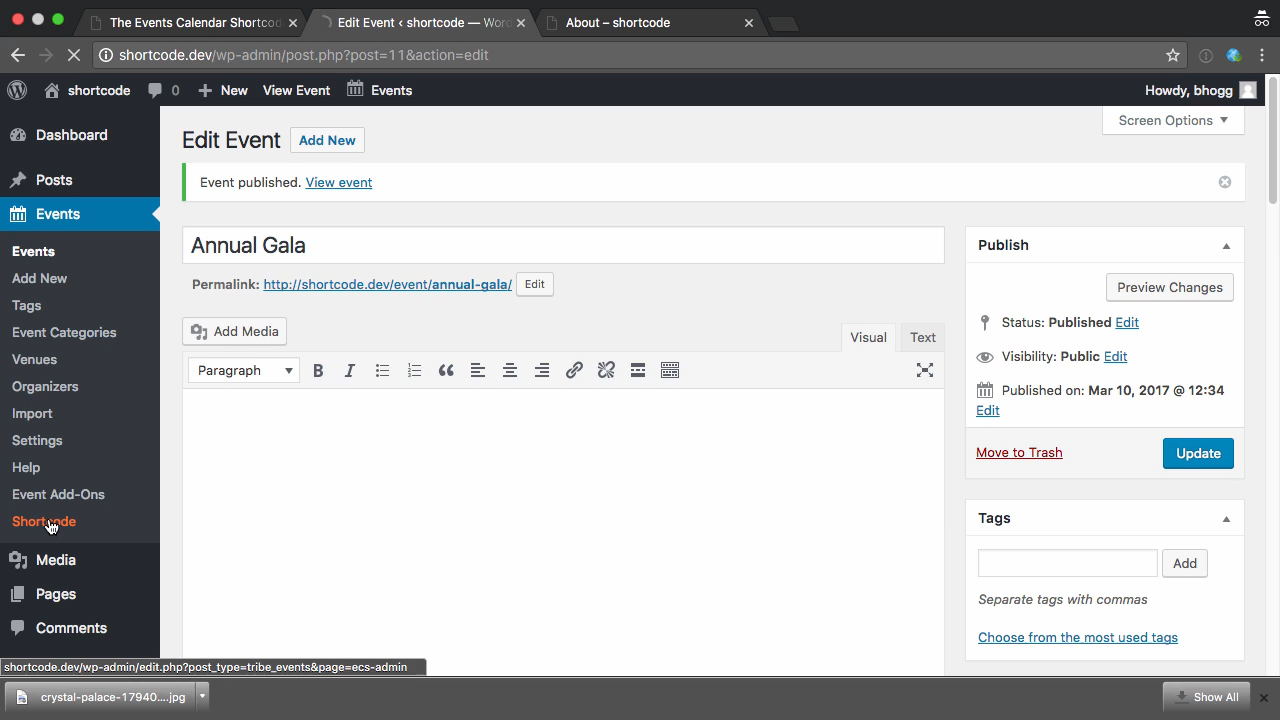 The Events Calendar Shortcod
Edit Event ‹ shortcode — Wor
About – shortcode
shortcode.dev/wp-admin/post.php?post=11&action=edit
shortcode
0
New
View Event
Events
Howdy, bhogg
Dashboard
Posts
Events
Events
Add New
Tags
Event Categories
Venues
Organizers
Import
Settings
Help
Event Add-Ons
Shortcode
Media
Pages
Comments
Screen Options
Edit Event
Add New
Event published. View event
Annual Gala
Permalink: http://shortcode.dev/event/annual-gala/ Edit
Add Media
Visual
Text
Paragraph
B
I
Publish
Preview Changes
Status: Published Edit
Visibility: Public Edit
Published on: Mar 10, 2017 @ 12:34
Edit
Move to Trash
Update
Tags
Add
Separate tags with commas
Choose from the most used tags
shortcode.dev/wp-admin/edit.php?post_type=tribe_events&page=ecs-admin
crystal-palace-17940....jpg
Show All